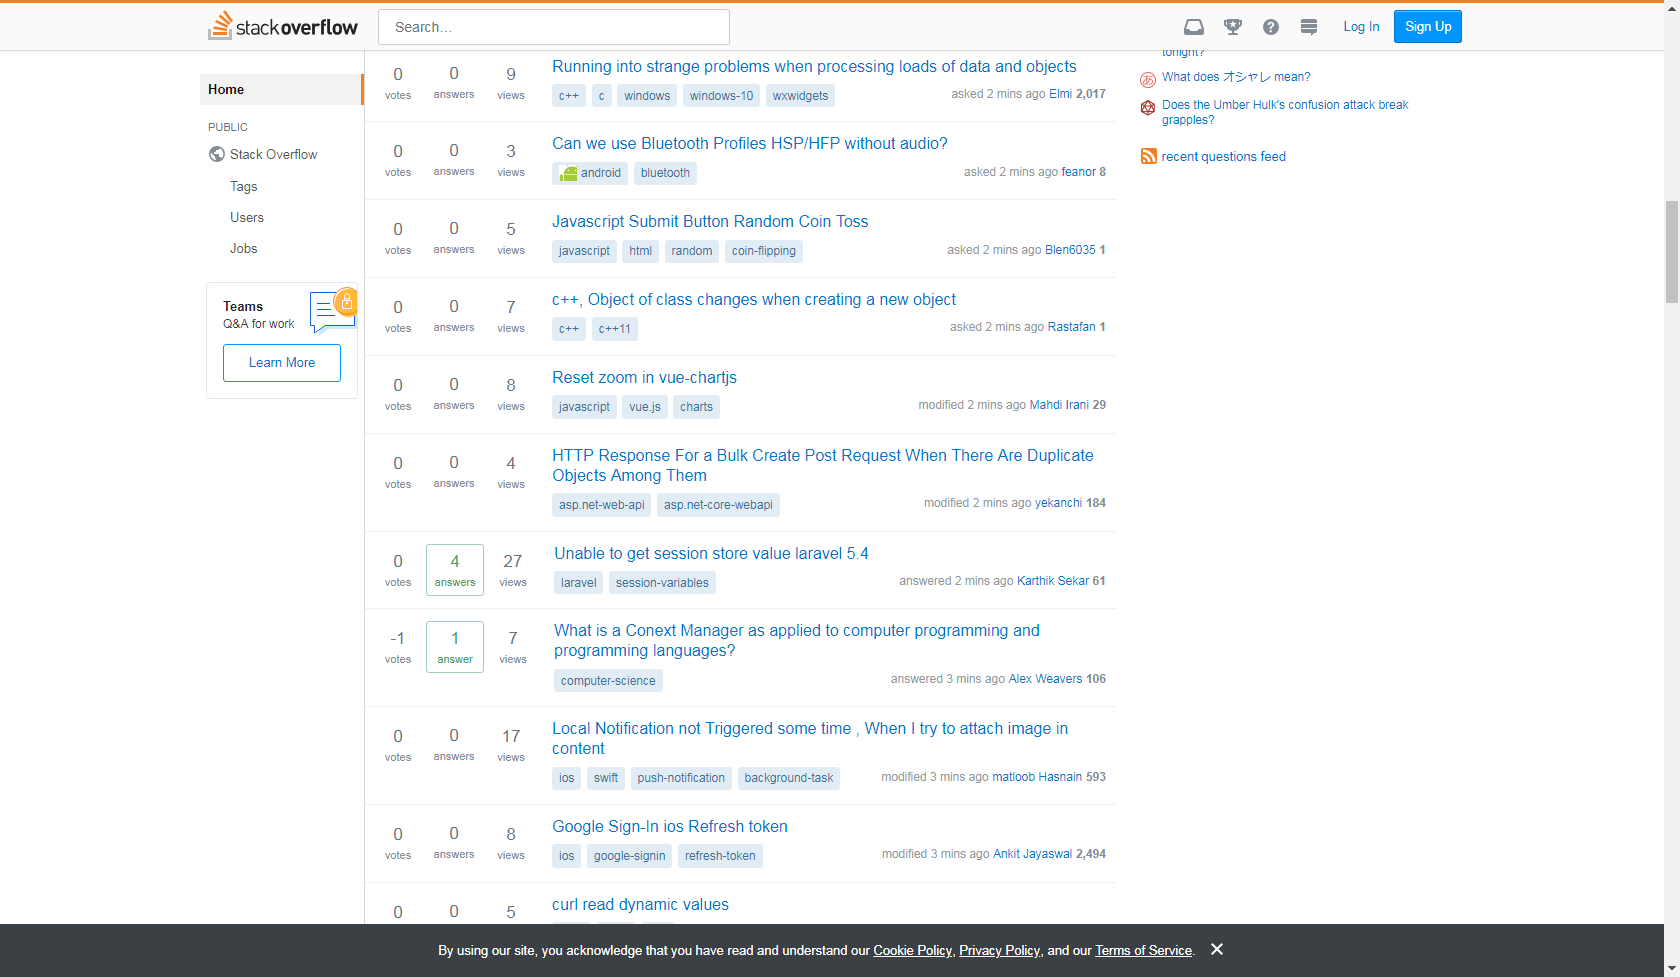 stackoverflow
Search…
Log In
Sign Up
Home
PUBLIC
Stack Overflow
Tags
Users
Jobs
Teams
Q&A for work
Learn More
0 votes
0 answers
9 views
Running into strange problems when processing loads of data and objects
c++ c windows windows-10 wxwidgets
asked 2 mins ago Elmi 2,017
0 votes
0 answers
3 views
Can we use Bluetooth Profiles HSP/HFP without audio?
android bluetooth
asked 2 mins ago feanor 8
0 votes
0 answers
5 views
Javascript Submit Button Random Coin Toss
javascript html random coin-flipping
asked 2 mins ago Blen6035 1
0 votes
0 answers
7 views
c++, Object of class changes when creating a new object
c++ c++11
asked 2 mins ago Rastafan 1
0 votes
0 answers
8 views
Reset zoom in vue-chartjs
javascript vue.js charts
modified 2 mins ago Mahdi Irani 29
0 votes
0 answers
4 views
HTTP Response For a Bulk Create Post Request When There Are Duplicate
Objects Among Them
asp.net-web-api asp.net-core-webapi
modified 2 mins ago yekanchi 184
0 votes
4 answers
27 views
Unable to get session store value laravel 5.4
laravel session-variables
answered 2 mins ago Karthik Sekar 61
-1 votes
1 answer
7 views
What is a Conext Manager as applied to computer programming and
programming languages?
computer-science
answered 3 mins ago Alex Weavers 106
0 votes
0 answers
17 views
Local Notification not Triggered some time , When I try to attach image in
content
ios swift push-notification background-task
modified 3 mins ago matloob Hasnain 593
0 votes
0 answers
8 views
Google Sign-In ios Refresh token
ios google-signin refresh-token
modified 3 mins ago Ankit Jayaswal 2,494
0
0
5
curl read dynamic values
tonight?
あ
What does オシャレ mean?
Does the Umber Hulk's confusion attack break
grapples?
recent questions feed
By using our site, you acknowledge that you have read and understand our Cookie Policy, Privacy Policy, and our Terms of Service.